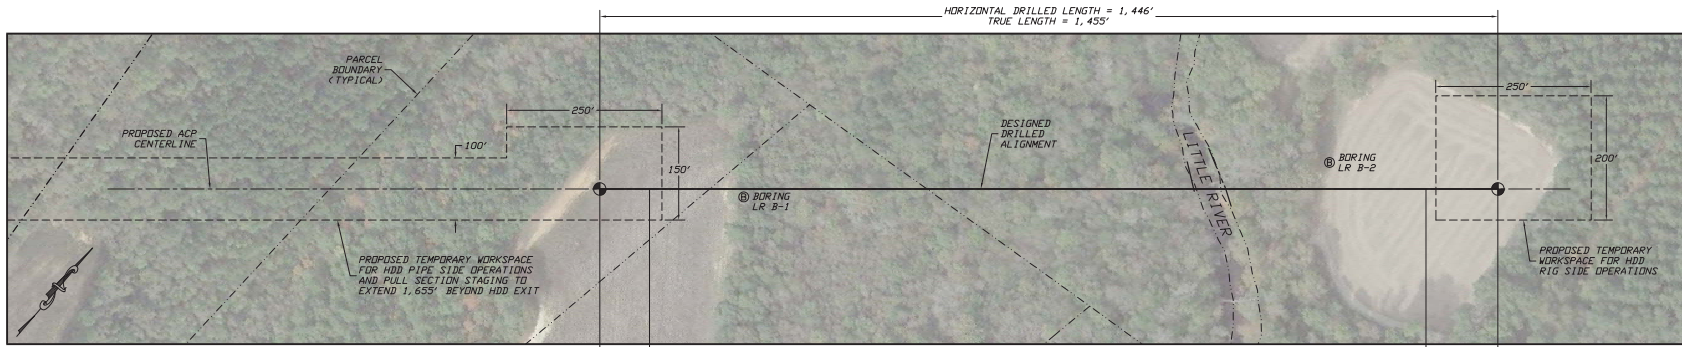 HORIZONTAL DRILLED LENGTH = 1,446'
TRUE LENGTH = 1,455'
PARCEL
BOUNDARY
(TYPICAL)
250'
PROPOSED ACP
CENTERLINE
100'
150'
DESIGNED
DRILLED
ALIGNMENT
LITTLE RIVER
B BORING
LR B-2
250'
200'
B BORING
LR B-1
PROPOSED TEMPORARY WORKSPACE
FOR HDD PIPE SIDE OPERATIONS
AND PULL SECTION STAGING TO
EXTEND 1,655' BEYOND HDD EXIT
PROPOSED TEMPORARY
WORKSPACE FOR HDD
RIG SIDE OPERATIONS